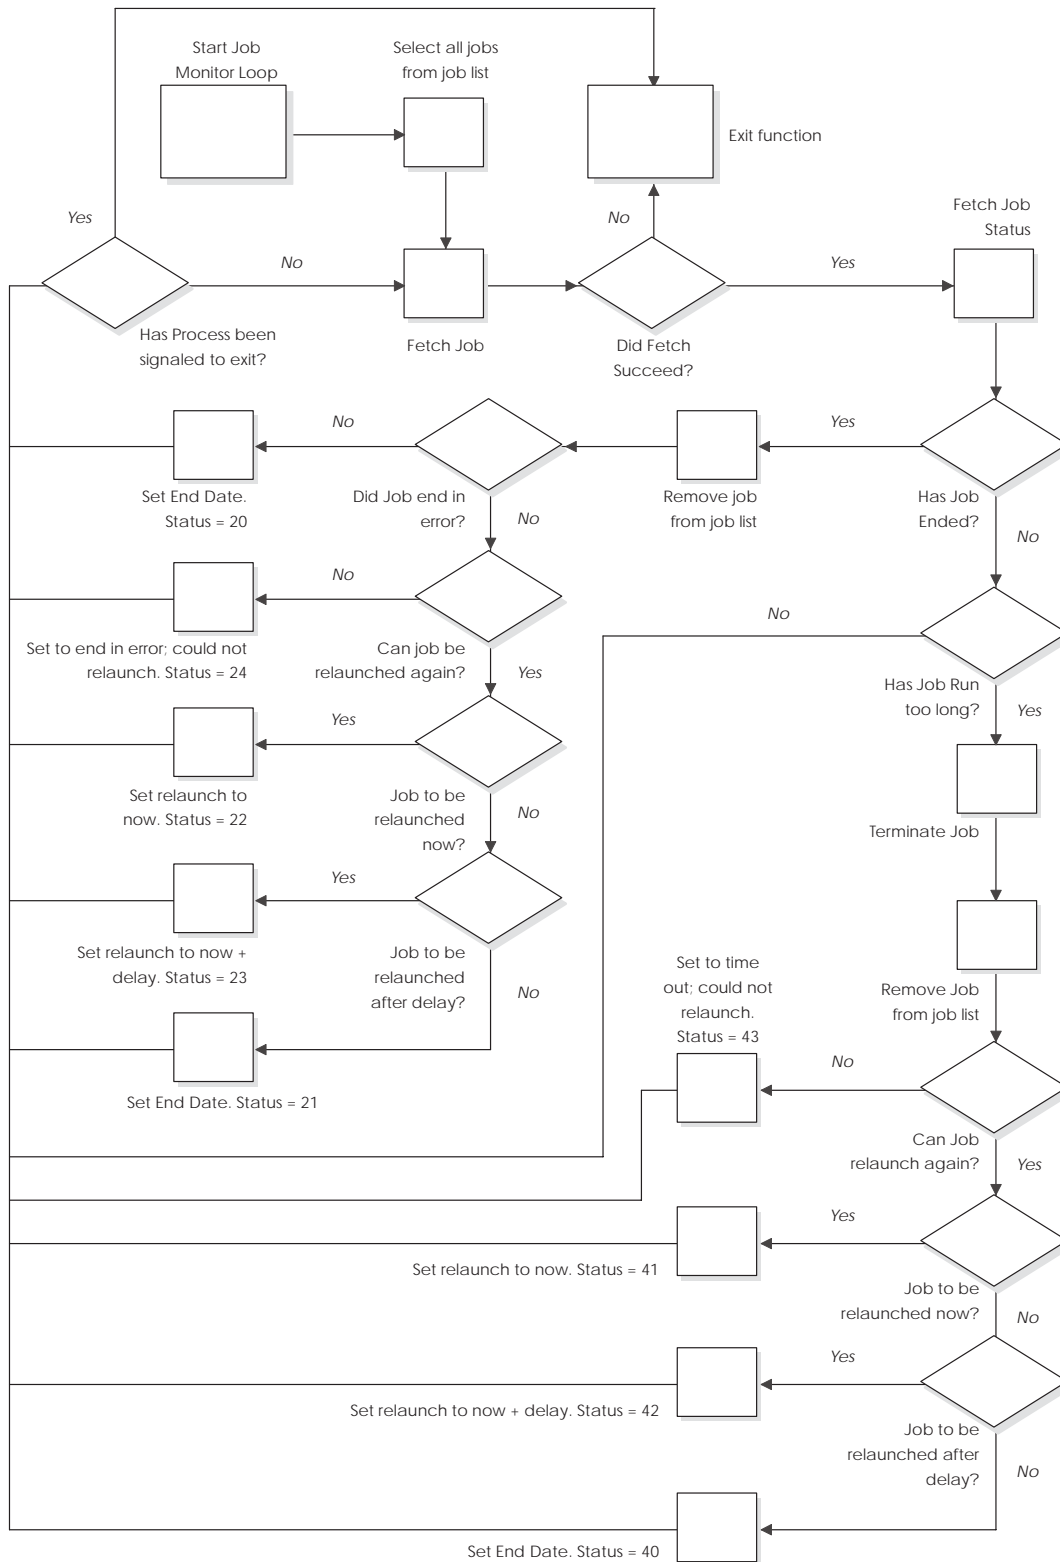 Start Job
Monitor Loop
Select all jobs
from job list
Exit function
Yes
No
No
Yes
Fetch Job
Status
Has Process been
signaled to exit?
Fetch Job
Did Fetch
Succeed?
No
Yes
Set End Date.
Status = 20
Did Job end in
error?
No
Remove job
from job list
Has Job
Ended?
No
No
Set to end in error; could not
relaunch. Status = 24
Can job be
relaunched again?
Yes
No
Has Job Run
too long?
Yes
Yes
Set relaunch to
now. Status = 22
Job to be
relaunched
now?
No
Terminate Job
Yes
Set relaunch to now +
delay. Status = 23
Job to be
relaunched
after delay?
No
Set to time
out; could not
relaunch.
Status = 43
Remove Job
from job list
No
Set End Date. Status = 21
Can Job
relaunch again?
Yes
Yes
Set relaunch to now. Status = 41
Job to be
relaunched now?
No
Yes
Set relaunch to now + delay. Status = 42
Job to be
relaunched after
delay?
No
Set End Date. Status = 40